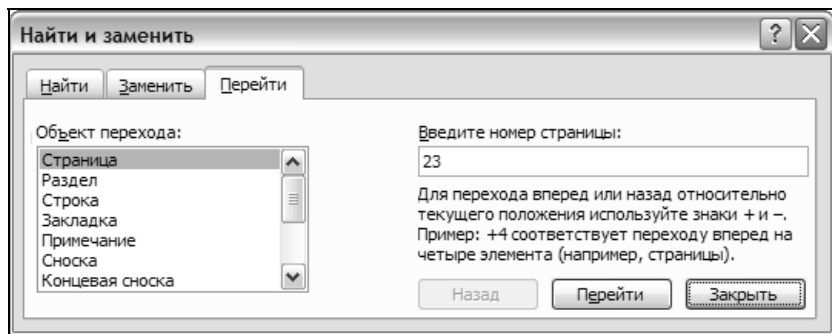 Найти и заменить
Найти
Заменить
Перейти
Объект перехода:
Страница
Раздел
Строка
Закладка
Примечание
Сноска
Концевая сноска
Введите номер страницы:
23
Для перехода вперед или назад относительно
текущего положения используйте знаки + и –.
Пример: +4 соответствует переходу вперед на
четыре элемента (например, страницы).
Назад
Перейти
Закрыть